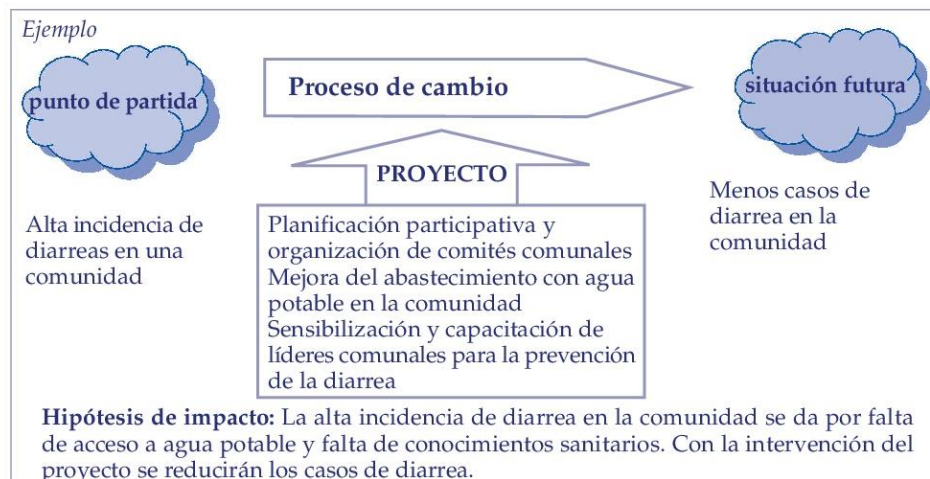 Ejemplo
punto de partida
Proceso de cambio
situación futura
PROYECTO
Alta incidencia de
diarreas en una
comunidad
Planificación participativa y
organización de comités comunales
Mejora del abastecimiento con agua
potable en la comunidad
Sensibilización y capacitación de
líderes comunales para la prevención
de la diarrea
Menos casos de
diarrea en la
comunidad
Hipótesis de impacto: La alta incidencia de diarrea en la comunidad se da por falta
de acceso a agua potable y falta de conocimientos sanitarios. Con la intervención del
proyecto se reducirán los casos de diarrea.